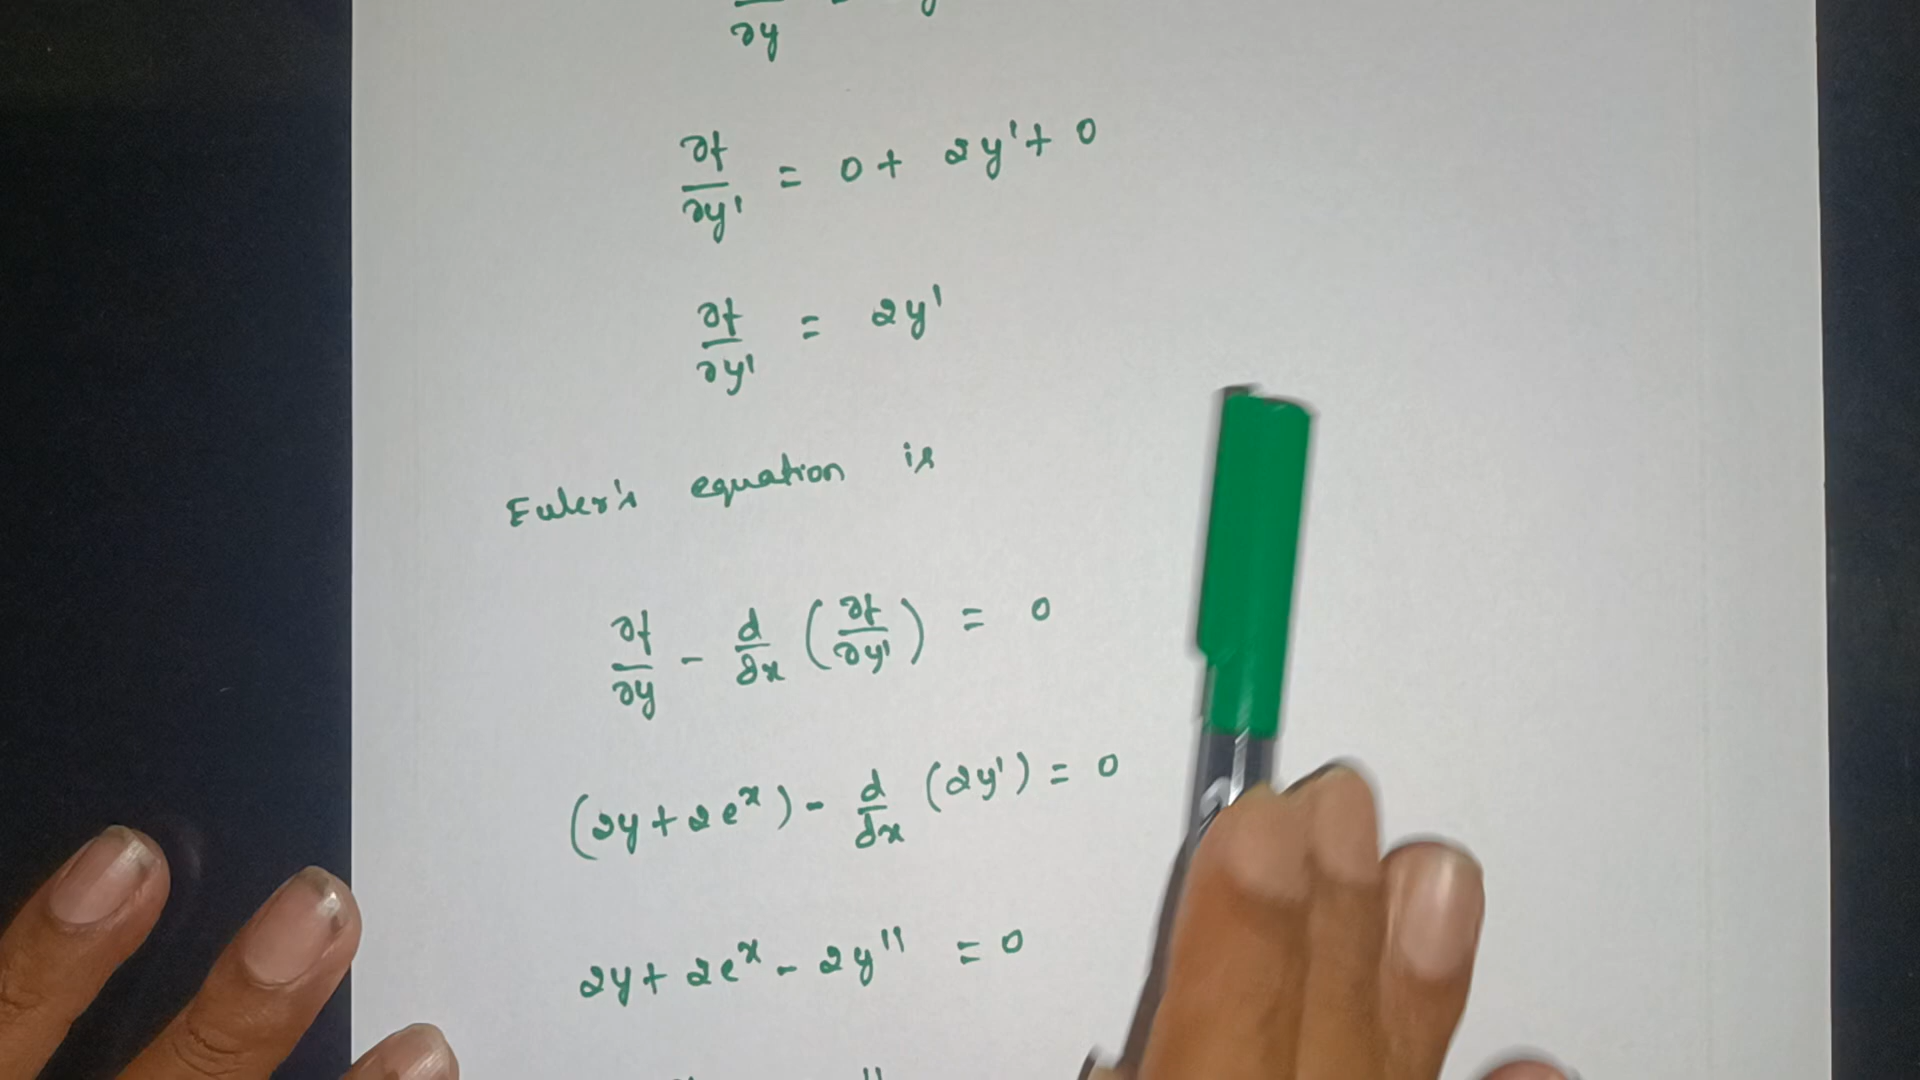 ∂y
∂f/∂y' = 0 + 2y' + 0
∂f/∂y' = 2y'
Euler's equation is
∂f/∂y - d/dx (∂f/∂y') = 0
(2y + 2e^x) - d/dx (2y') = 0
2y + 2e^x - 2y'' = 0